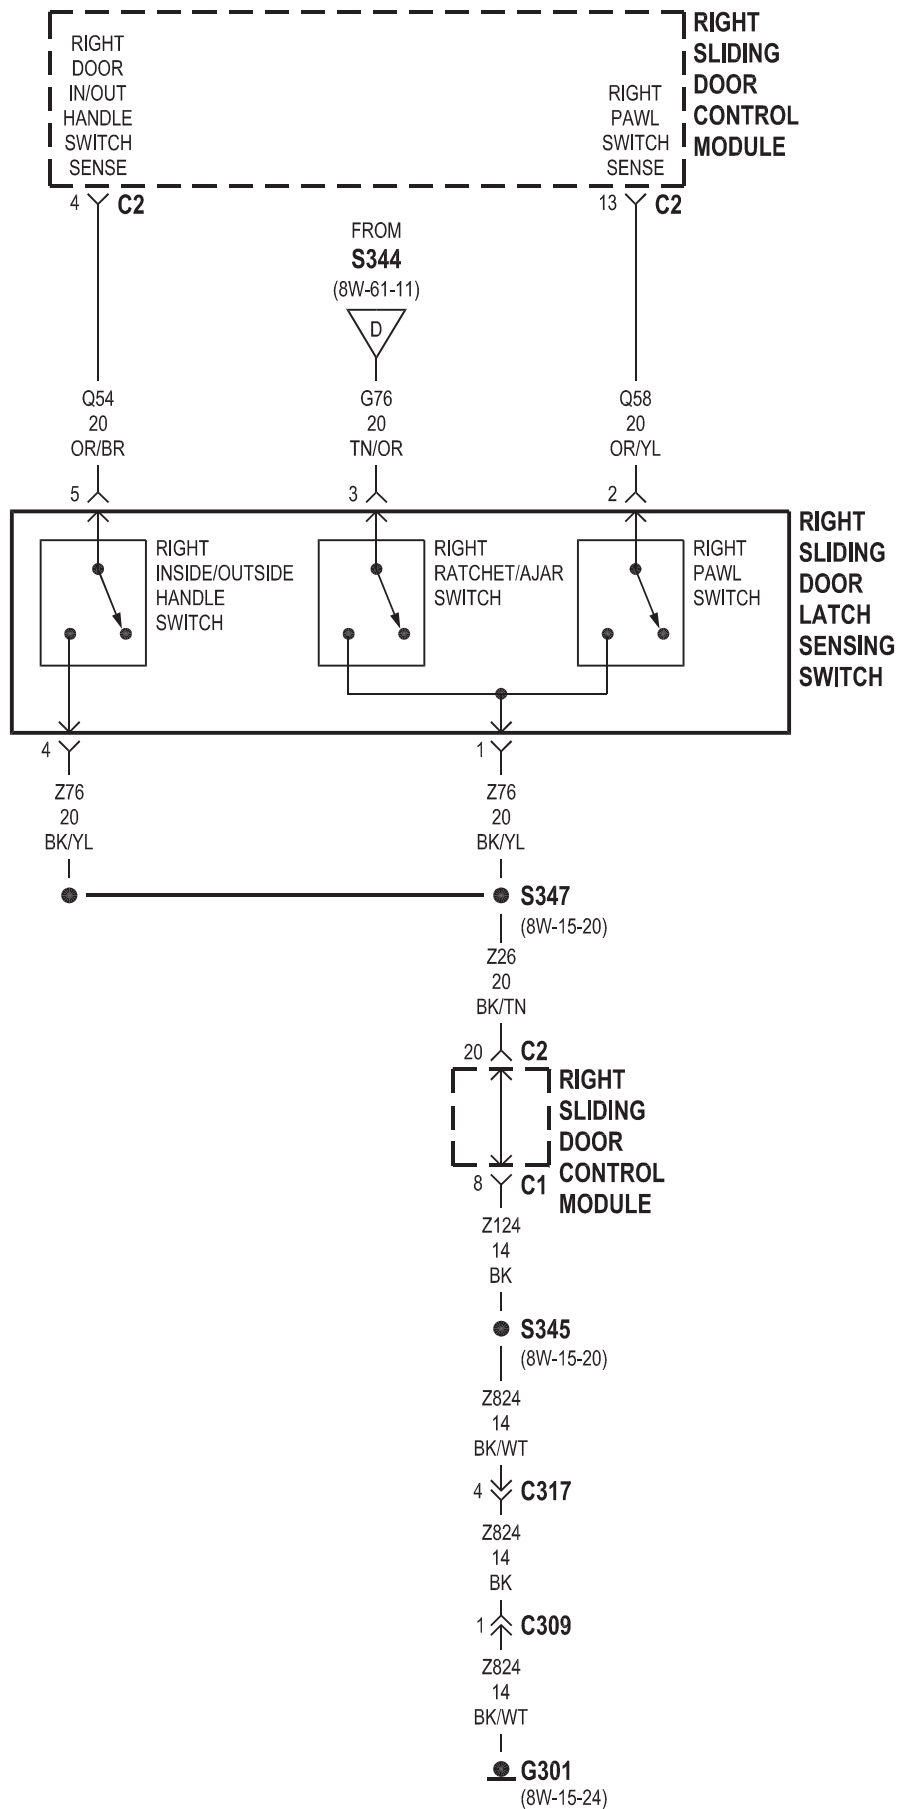 RIGHT
DOOR
IN/OUT
HANDLE
SWITCH
SENSE
RIGHT
PAWL
SWITCH
SENSE
RIGHT
SLIDING
DOOR
CONTROL
MODULE
4 C2
13 C2
FROM
S344
(8W-61-11)
D
Q54
20
OR/BR
G76
20
TN/OR
Q58
20
OR/YL
5
3
2
RIGHT
INSIDE/OUTSIDE
HANDLE
SWITCH
RIGHT
RATCHET/AJAR
SWITCH
RIGHT
PAWL
SWITCH
RIGHT
SLIDING
DOOR
LATCH
SENSING
SWITCH
4
1
Z76
20
BK/YL
Z76
20
BK/YL
S347
(8W-15-20)
Z26
20
BK/TN
20 C2
RIGHT
SLIDING
DOOR
CONTROL
MODULE
8 C1
Z124
14
BK
S345
(8W-15-20)
Z824
14
BK/WT
4 C317
Z824
14
BK
1 C309
Z824
14
BK/WT
G301
(8W-15-24)